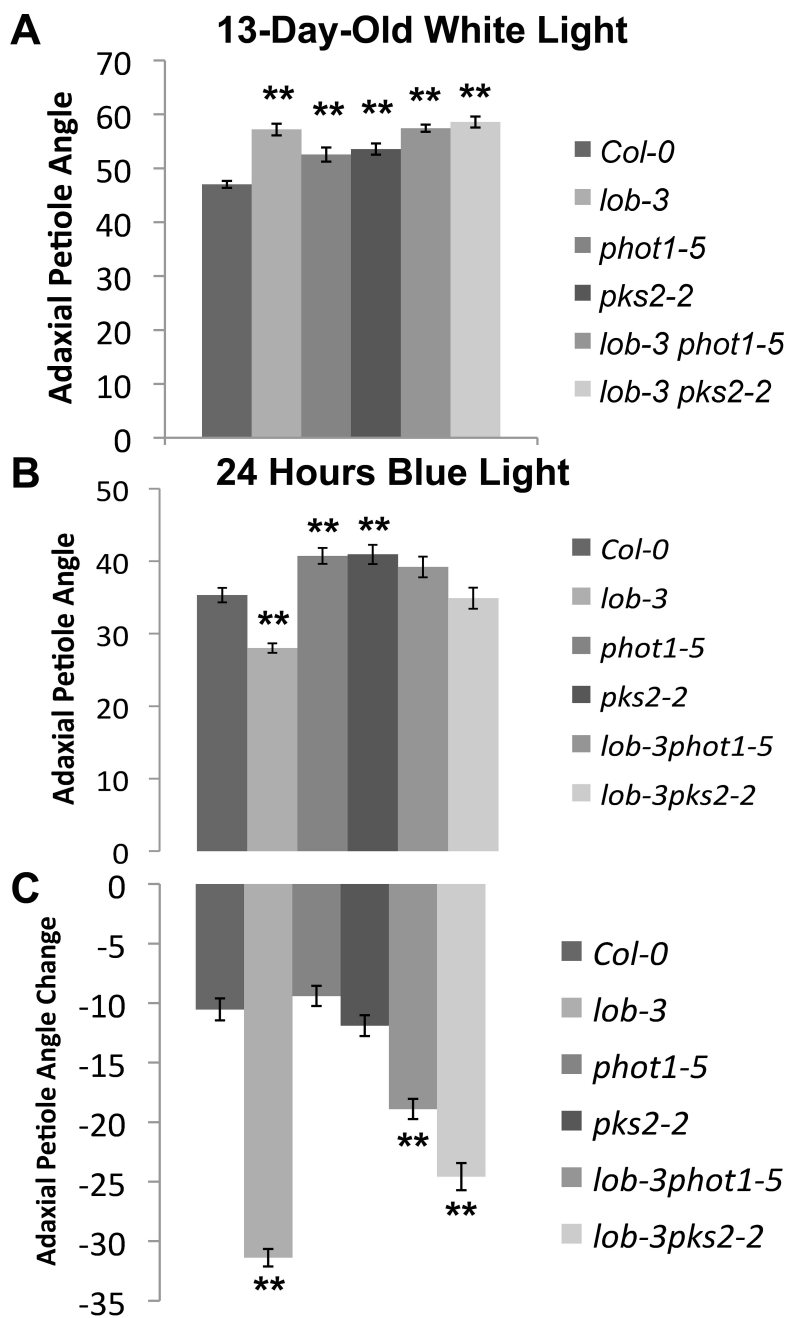 A
13-Day-Old White Light
Adaxial Petiole Angle
70
60
50
40
30
20
10
0
** ** ** ** **
Col-0
lob-3
phot1-5
pks2-2
lob-3 phot1-5
lob-3 pks2-2
B
24 Hours Blue Light
Adaxial Petiole Angle
50
40
30
20
10
0
** ** **
Col-0
lob-3
phot1-5
pks2-2
lob-3phot1-5
lob-3pks2-2
C
Adaxial Petiole Angle Change
0
-5
-10
-15
-20
-25
-30
-35
** ** **
Col-0
lob-3
phot1-5
pks2-2
lob-3phot1-5
lob-3pks2-2